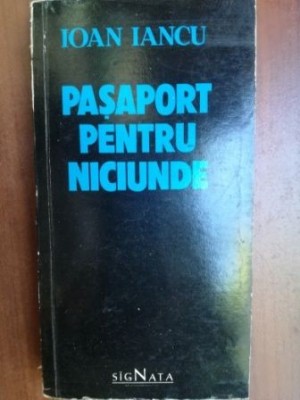 IOAN IANCU
PAȘAPORT
PENTRU
NICIUNDE
SIGNATA